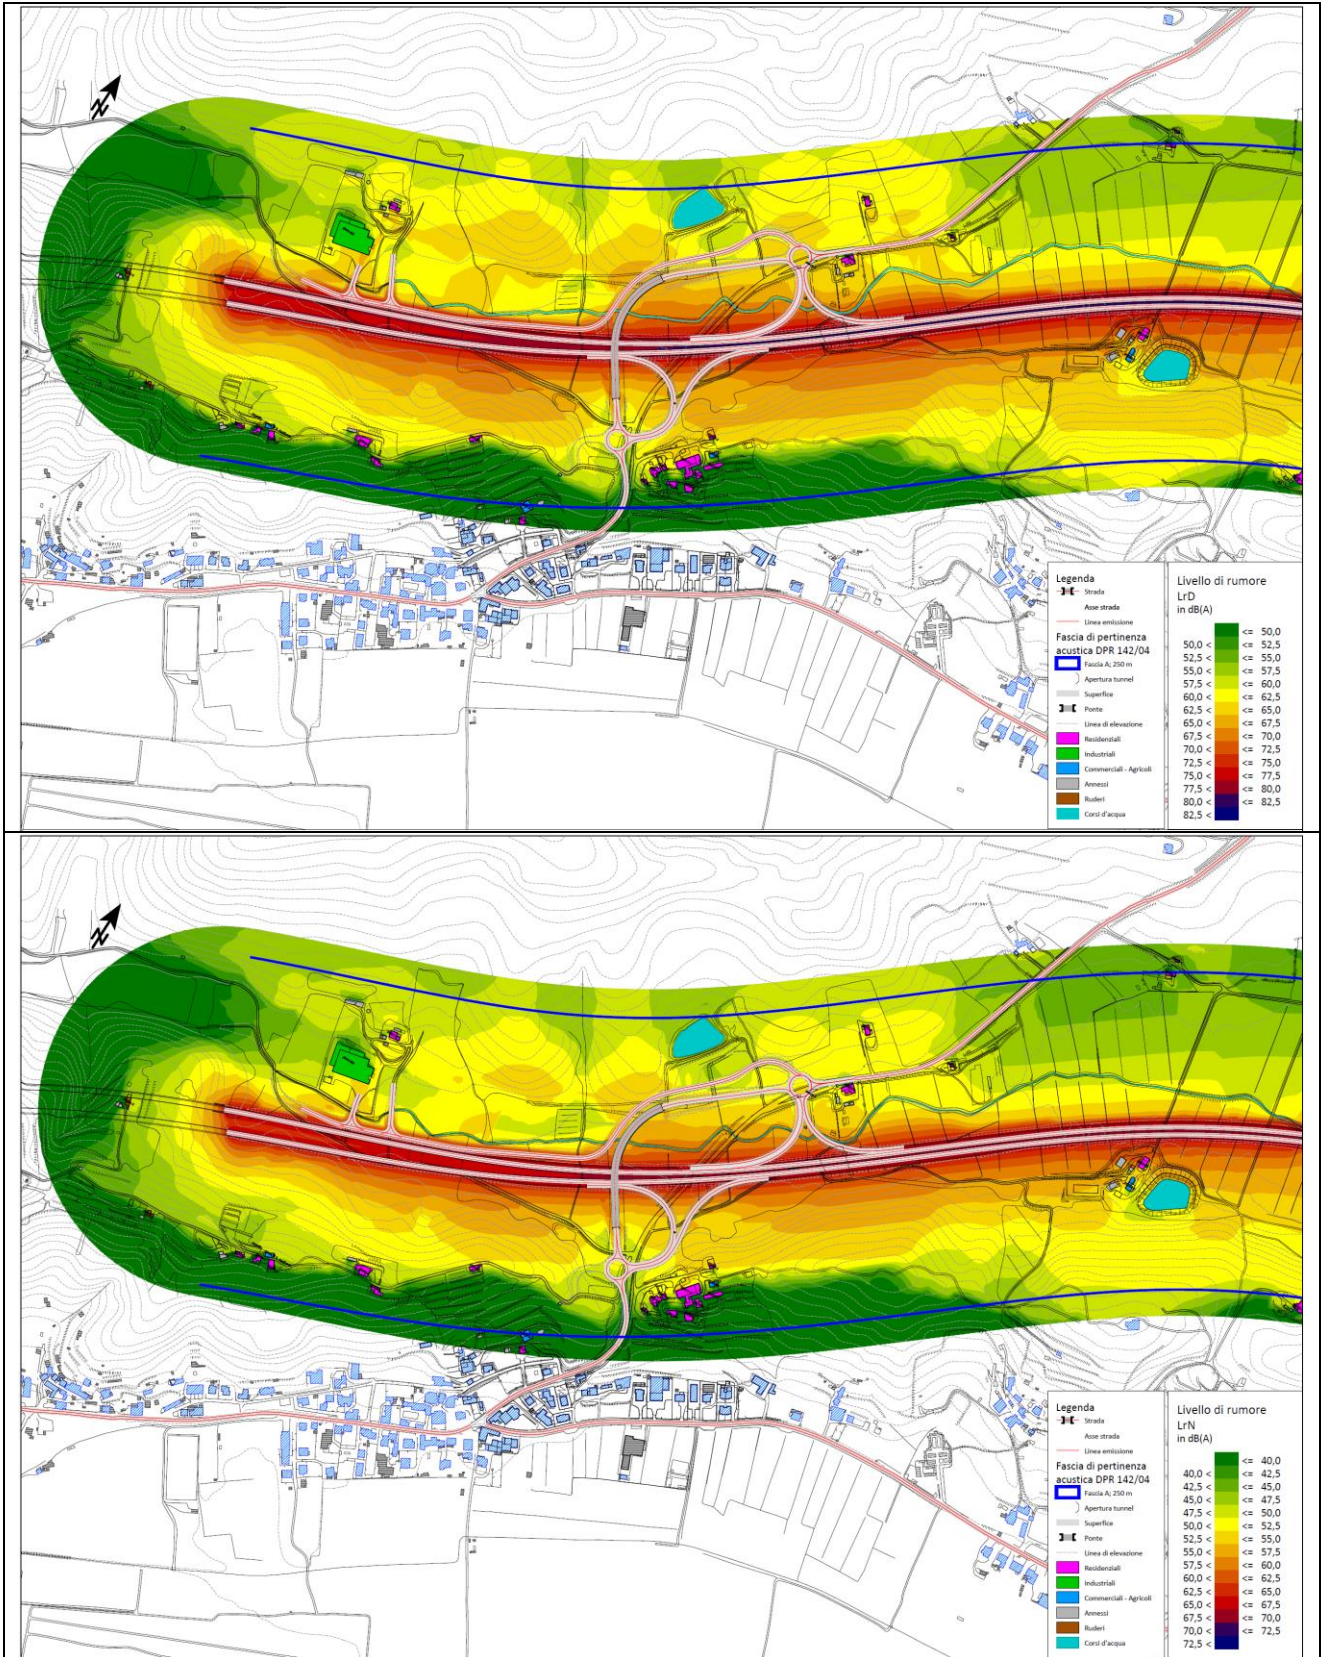 N
Legenda
Strada
Asse strada
Linea emissione
Fascia di pertinenza
acustica DPR 142/04
Fascia A; 250 m
Apertura tunnel
Superfice
Ponte
Linea di elevazione
Residenziali
Industriali
Commerciali - Agricoli
Annessi
Ruderi
Corsi d'acqua
Livello di rumore
LrD
in dB(A)
<= 50,0
50,0 < <= 52,5
52,5 < <= 55,0
55,0 < <= 57,5
57,5 < <= 60,0
60,0 < <= 62,5
62,5 < <= 65,0
65,0 < <= 67,5
67,5 < <= 70,0
70,0 < <= 72,5
72,5 < <= 75,0
75,0 < <= 77,5
77,5 < <= 80,0
80,0 < <= 82,5
82,5 <
N
Legenda
Strada
Asse strada
Linea emissione
Fascia di pertinenza
acustica DPR 142/04
Fascia A; 250 m
Apertura tunnel
Superfice
Ponte
Linea di elevazione
Residenziali
Industriali
Commerciali - Agricoli
Annessi
Ruderi
Corsi d'acqua
Livello di rumore
LrN
in dB(A)
<= 40,0
40,0 < <= 42,5
42,5 < <= 45,0
45,0 < <= 47,5
47,5 < <= 50,0
50,0 < <= 52,5
52,5 < <= 55,0
55,0 < <= 57,5
57,5 < <= 60,0
60,0 < <= 62,5
62,5 < <= 65,0
65,0 < <= 67,5
67,5 < <= 70,0
70,0 < <= 72,5
72,5 <